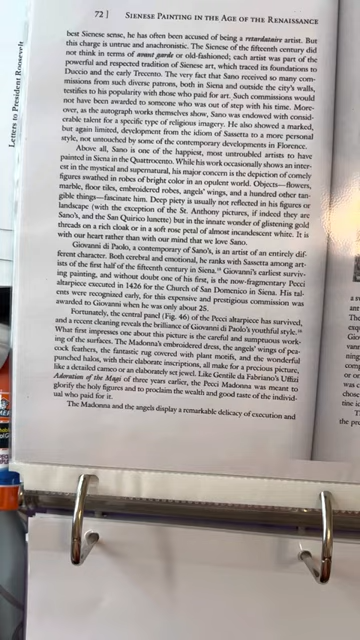 Letters to President Roosevelt
72 | SIENESE PAINTING IN THE AGE OF THE RENAISSANCE
best Sienese sense, he has often been accused of being a retardataire artist. But
this charge is untrue and anachronistic. The Sienese of the fifteenth century did
not think in terms of avant garde or old-fashioned; each artist was part of the
powerful and respected tradition of Sienese art, which traced its foundations to
Duccio and the early Trecento. The very fact that Sano received so many com-
missions from such diverse patrons, both in Siena and outside the city's walls,
testifies to his popularity with those who paid for art. Such commissions would
not have been awarded to someone who was out of step with his time. More-
over, as the autograph works themselves show, Sano was endowed with consid-
erable talent for a specific type of religious imagery. He also showed a marked,
but again limited, development from the idiom of Sassetta to a more personal
style, not untouched by some of the contemporary developments in Florence.
Above all, Sano is one of the happiest, most untroubled artists to have
painted in Siena in the Quattrocento. While his work occasionally shows an inter-
est in the mystical and supernatural, his major concern is the depiction of comely
figures swathed in robes of bright color in an opulent world. Objects—flowers,
marble, floor tiles, embroidered robes, angels' wings, and a hundred other tan-
gible things—fascinate him. Deep piety is usually not reflected in his figures or
landscape (with the exception of the St. Anthony pictures, if indeed they are
Sano's, and the San Quirico lunette) but in the innate wonder of glistening gold
threads on a rich cloak or in a soft rose petal of almost incandescent white. It is
with our heart rather than with our mind that we love Sano.
Giovanni di Paolo, a contemporary of Sano's, is an artist of an entirely dif-
ferent character. Both cerebral and emotional, he ranks with Sassetta among art-
ists of the first half of the fifteenth century in Siena. Giovanni's earliest surviv-
ing painting, and without doubt one of his first, is the now-fragmentary Pecci
altarpiece executed in 1426 for the Church of San Domenico in Siena. His tal-
ents were recognized early, for this expensive and prestigious commission was
awarded to Giovanni when he was only about 25.
Fortunately, the central panel (Fig. 46) of the Pecci altarpiece has survived,
and a recent cleaning reveals the brilliance of Giovanni di Paolo's youthful style.
What first impresses one about this picture is the careful and sumptuous work-
ing of the surfaces. The Madonna's embroidered dress, the angels' wings of pea-
cock feathers, the fantastic rug covered with plant motifs, and the wonderful
punched halos, with their elaborate inscriptions, all make for a precious picture,
like a detailed cameo or an elaborately set jewel. Like Gentile da Fabriano's Uffizi
Adoration of the Magi of three years earlier, the Pecci Madonna was meant to
glorify the holy figures and to proclaim the wealth and good taste of the individ-
ual who paid for it.
The Madonna and the angels display a remarkable delicacy of execution and